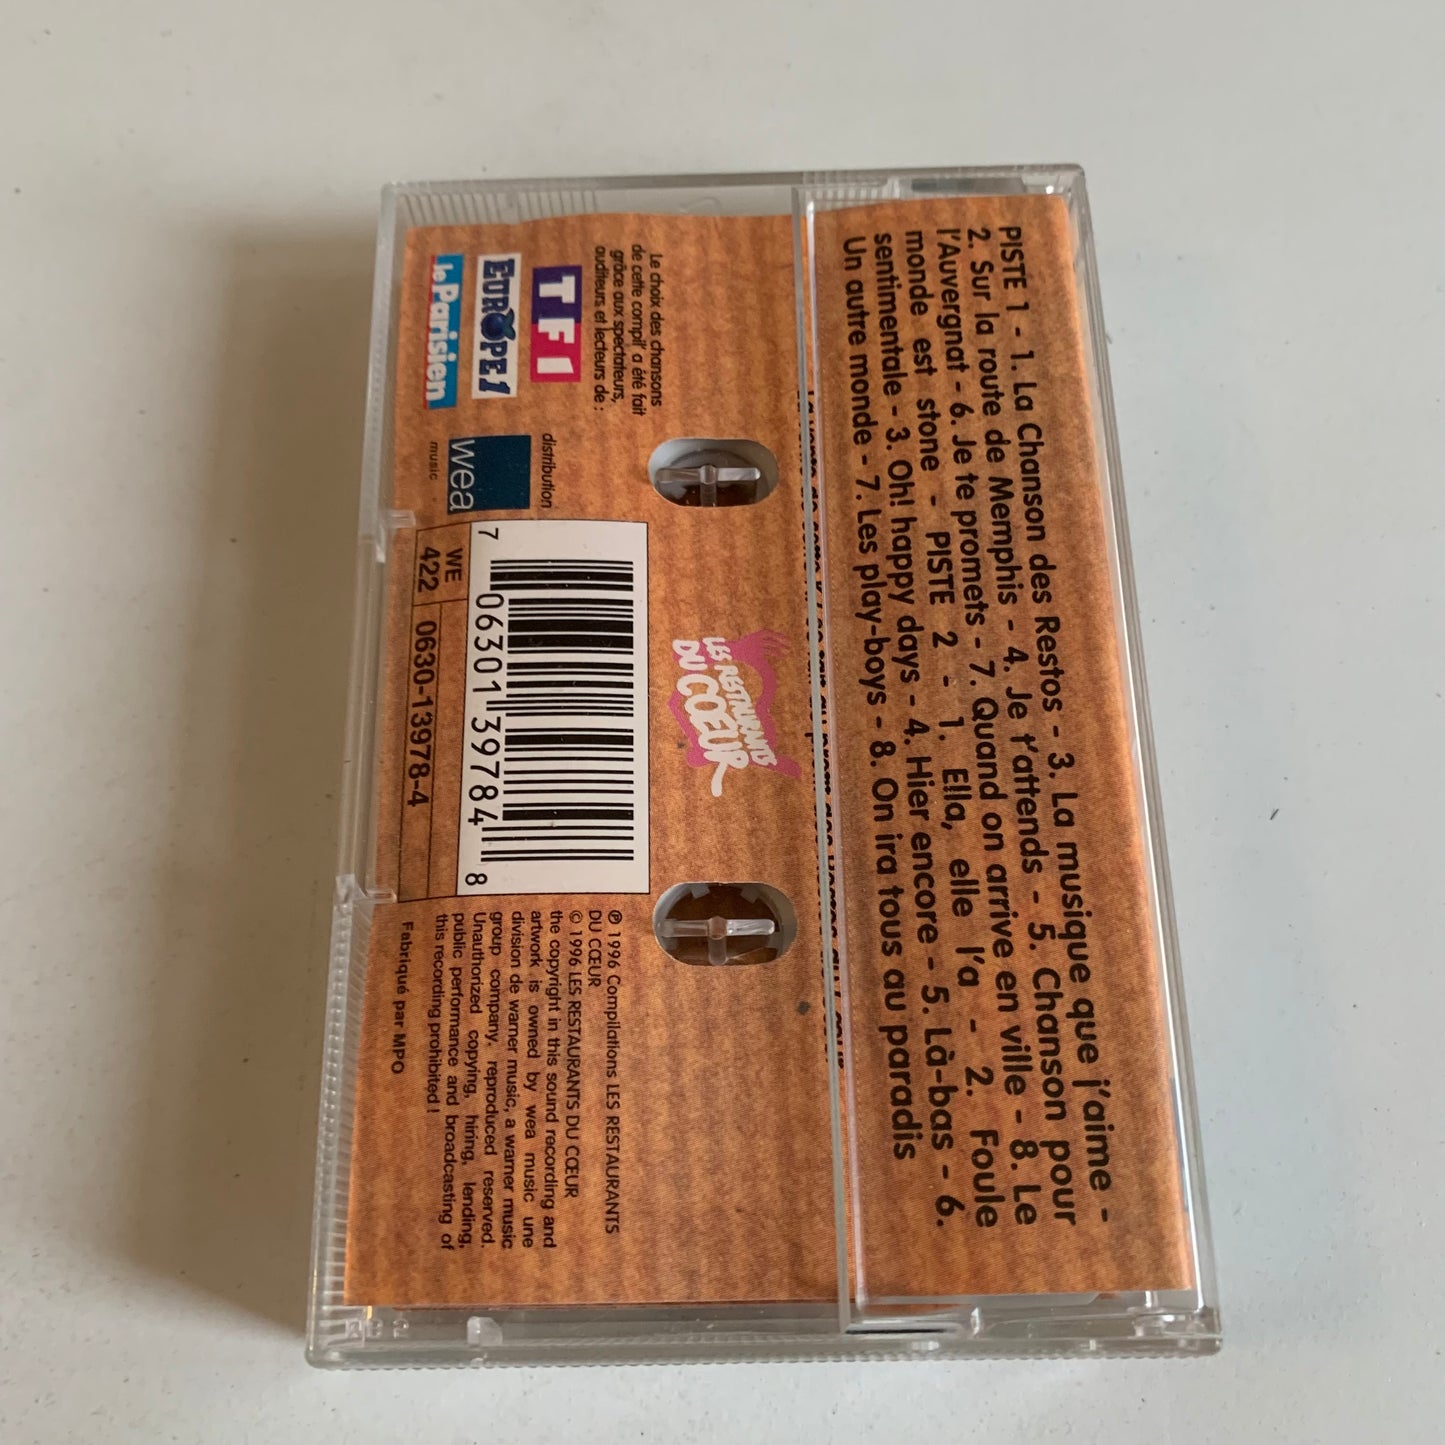 PISTE 1 - 1. La Chanson des Restos - 3. La musique que j'aime -
2. Sur la route de Memphis - 4. Je t'attends - 5. Chanson pour
l'Auvergnat - 6. Je te promets - 7. Quand on arrive en ville - 8. Le
monde est stone - PISTE 2 - 1. Ella, elle l'a - 2. Foule
sentimentale - 3. Oh! happy days - 4. Hier encore - 5. Là-bas - 6.
Un autre monde - 7. Les play-boys - 8. On ira tous au paradis
LES RESTAURANTS
DU CŒUR
Le choix des chansons
de cette compil' a été fait
grâce aux spectateurs,
auditeurs et lecteurs de :
TF1
EUROPE 1
le Parisien
distribution
wea
music
7 06301 39784 8
WE
422
0630-13978-4
℗ 1996 Compilations LES RESTAURANTS
DU CŒUR
© 1996 LES RESTAURANTS DU CŒUR
the copyright in this sound recording and
artwork is owned by wea music une
division de warner music, a warner music
group company. reproduced reserved.
Unauthorized copying, hiring, lending,
public performance and broadcasting of
this recording prohibited !
Fabriqué par MPO